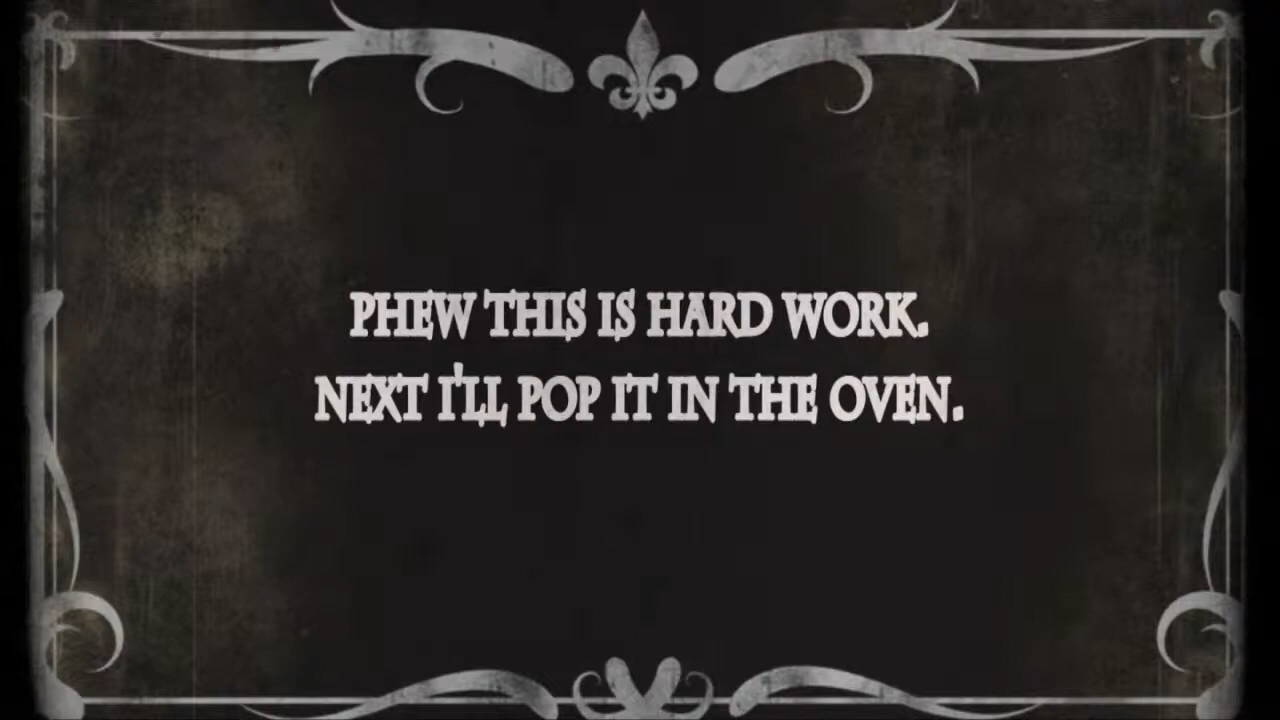 PHEW THIS IS HARD WORK.
NEXT I'LL POP IT IN THE OVEN.